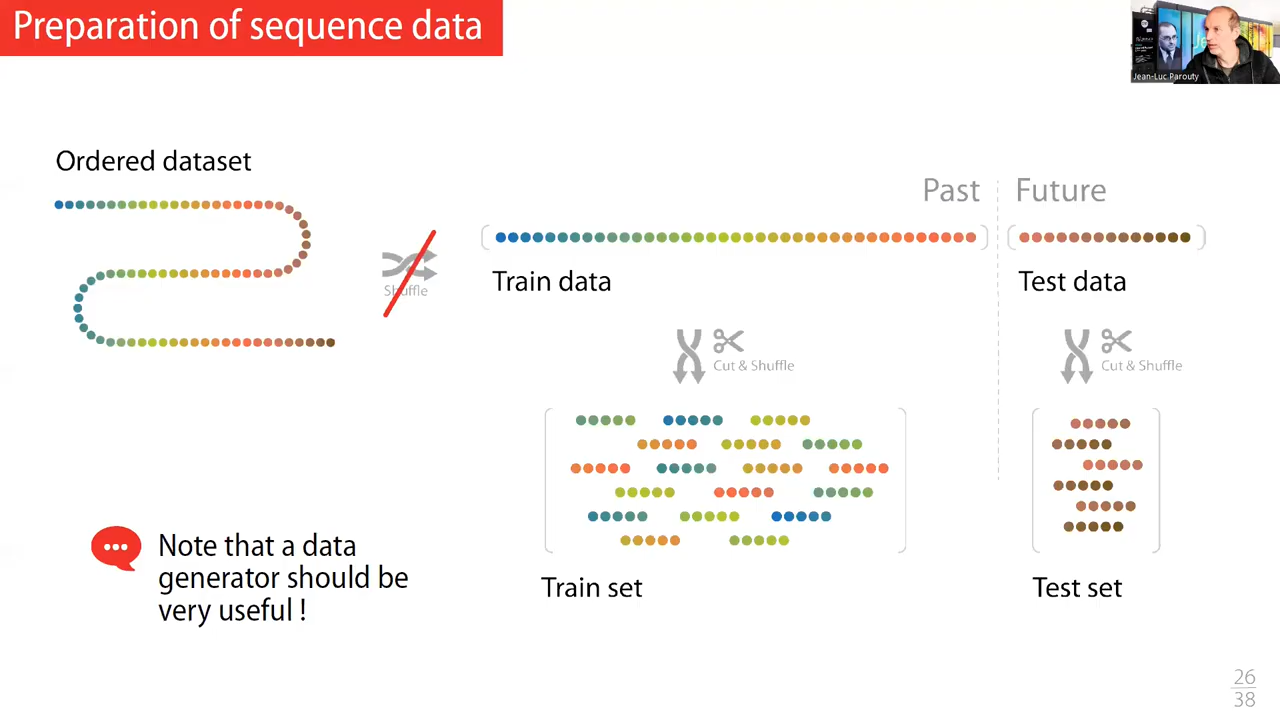 Preparation of sequence data
Jean-Luc Parouty
Ordered dataset
Shuffle
Past
Future
Train data
Test data
Cut & Shuffle
Cut & Shuffle
Train set
Test set
Note that a data
generator should be
very useful !
26
38